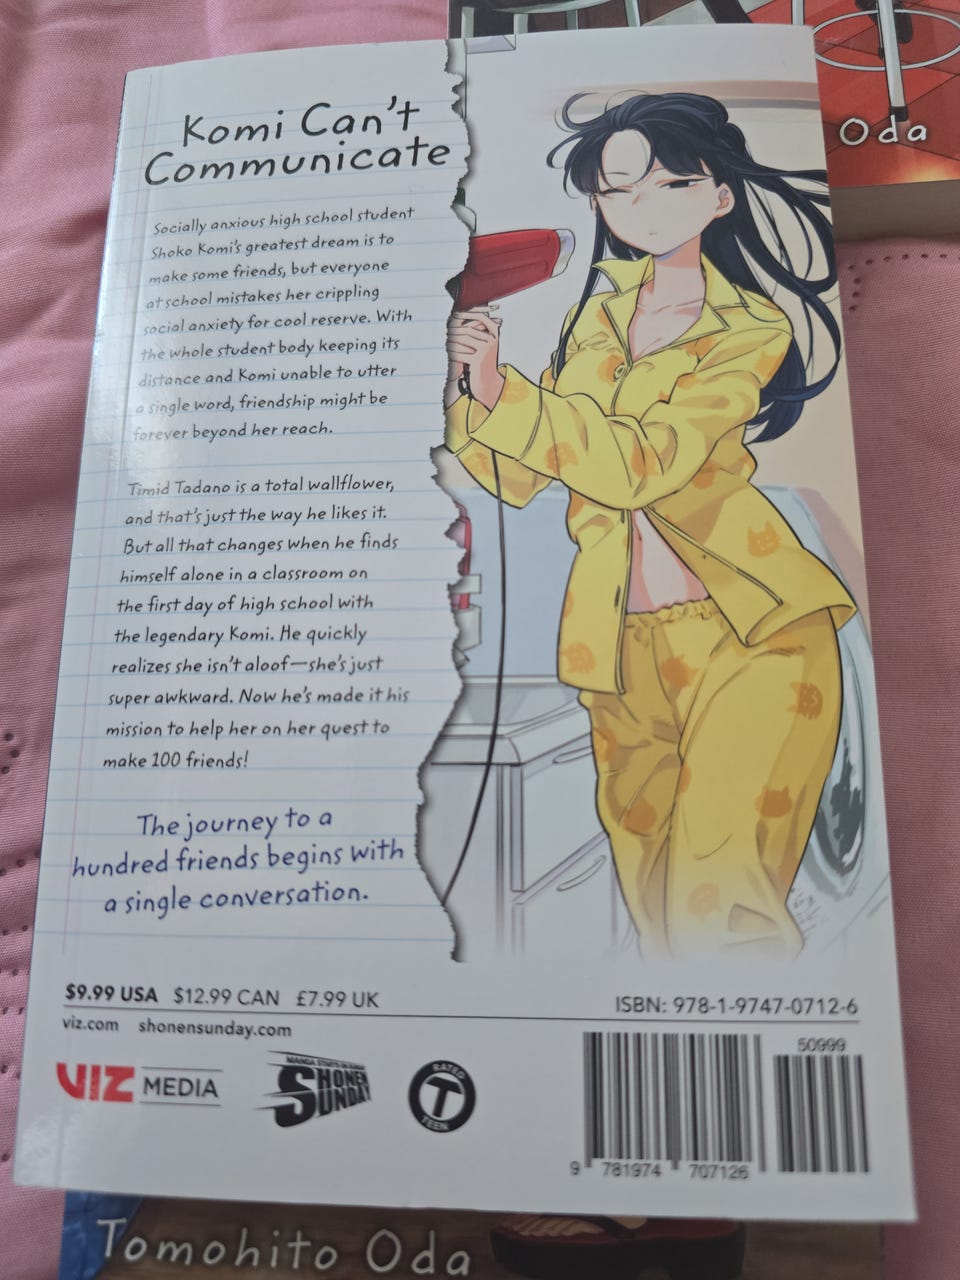 Oda
Komi Can't
Communicate
Socially anxious high school student
Shoko Komi's greatest dream is to
make some friends, but everyone
at school mistakes her crippling
social anxiety for cool reserve. With
the whole student body keeping its
distance and Komi unable to utter
a single word, friendship might be
forever beyond her reach.
Timid Tadano is a total wallflower,
and that's just the way he likes it.
But all that changes when he finds
himself alone in a classroom on
the first day of high school with
the legendary Komi. He quickly
realizes she isn't aloof—she's just
super awkward. Now he's made it his
mission to help her on her quest to
make 100 friends!
The journey to a
hundred friends begins with
a single conversation.
$9.99 USA $12.99 CAN £7.99 UK
viz.com shonensunday.com
VIZ MEDIA
MANGA STARTS ON SUNDAY
SHONEN
SUNDAY
RATED
T
TEEN
ISBN: 978-1-9747-0712-6
50999
9 781974 707126
Tomohito Oda